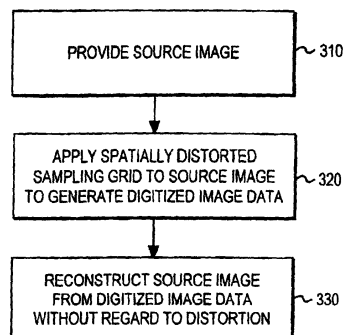 PROVIDE SOURCE IMAGE
310
APPLY SPATIALLY DISTORTED
SAMPLING GRID TO SOURCE IMAGE
TO GENERATE DIGITIZED IMAGE DATA
320
RECONSTRUCT SOURCE IMAGE
FROM DIGITIZED IMAGE DATA
WITHOUT REGARD TO DISTORTION
330